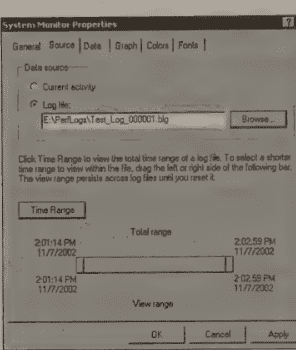 System Monitor Properties
?
General Source Data Graph Colors Fonts
Data source
Current activity
Log file:
E:\PerfLogs\Test_Log_000001.blg
Browse...
Click Time Range to view the total time range of a log file. To select a shorter
time range to view within the file, drag the left or right side of the following bar.
This view range persists across log files until you reset it.
Time Range
Total range
2:01:14 PM 2:02:59 PM
11/7/2002 11/7/2002
2:01:14 PM 2:02:59 PM
11/7/2002 11/7/2002
View range
OK Cancel Apply